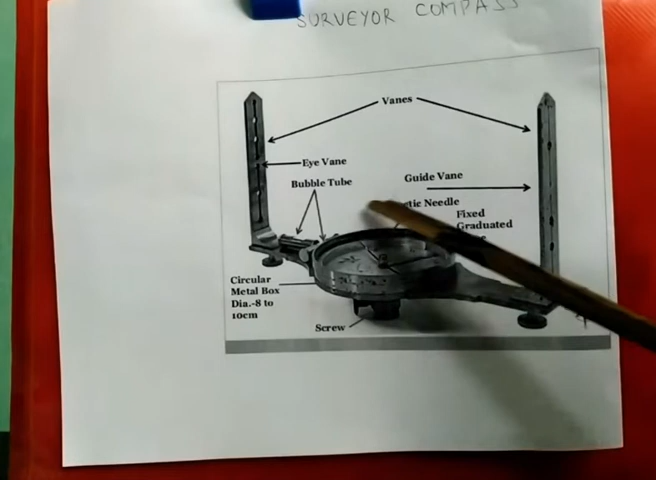 SURVEYOR COMPASS
Vanes
Eye Vane
Bubble Tube
Guide Vane
Needle
Fixed
Graduated
Circular
Metal Box
Dia.-8 to
10cm
Screw